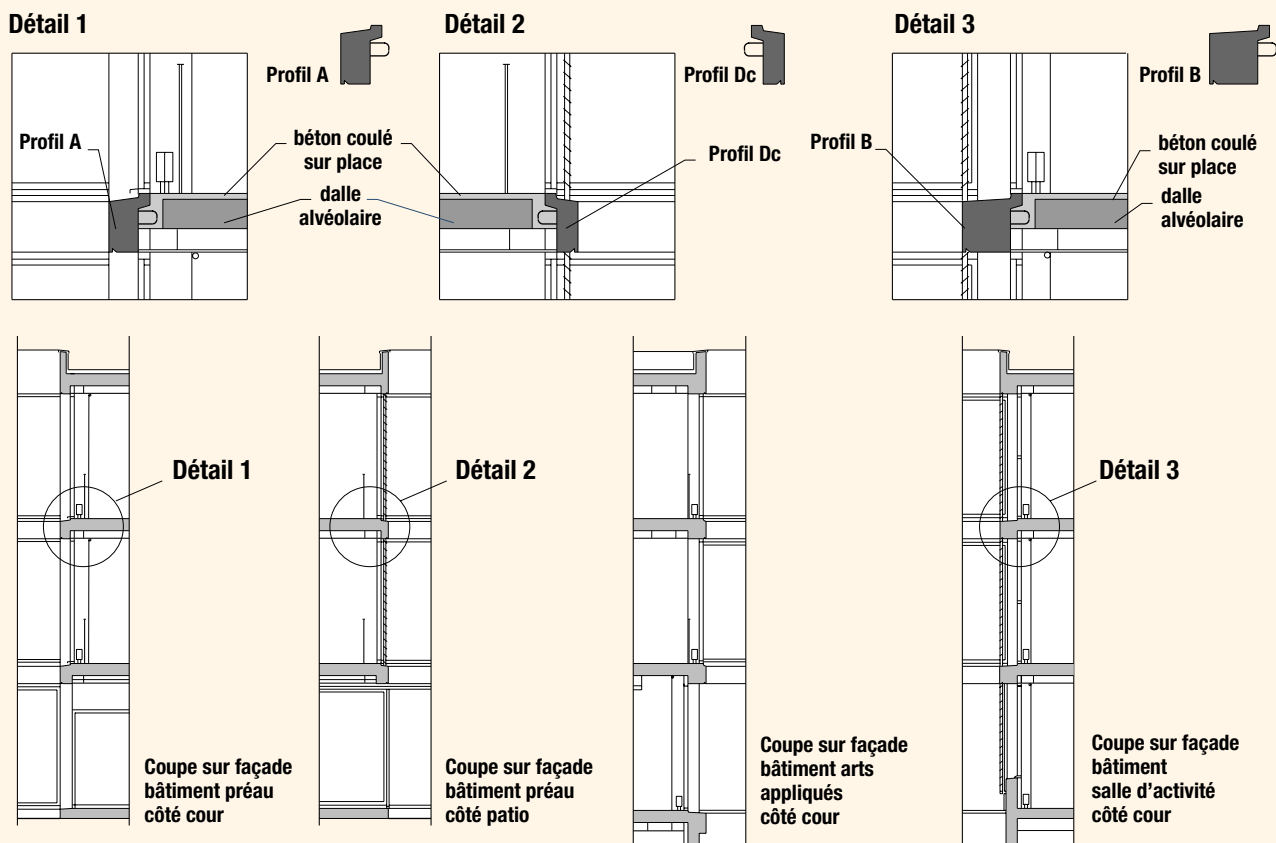 Détail 1
Détail 2
Détail 3
Profil A
Profil Dc
Profil B
Profil A
béton coulé
sur place
dalle
alvéolaire
Profil Dc
Profil B
béton coulé
sur place
dalle
alvéolaire
Détail 1
Détail 2
Détail 3
Coupe sur façade
bâtiment préau
côté cour
Coupe sur façade
bâtiment préau
côté patio
Coupe sur façade
bâtiment arts
appliqués
côté cour
Coupe sur façade
bâtiment
salle d’activité
côté cour